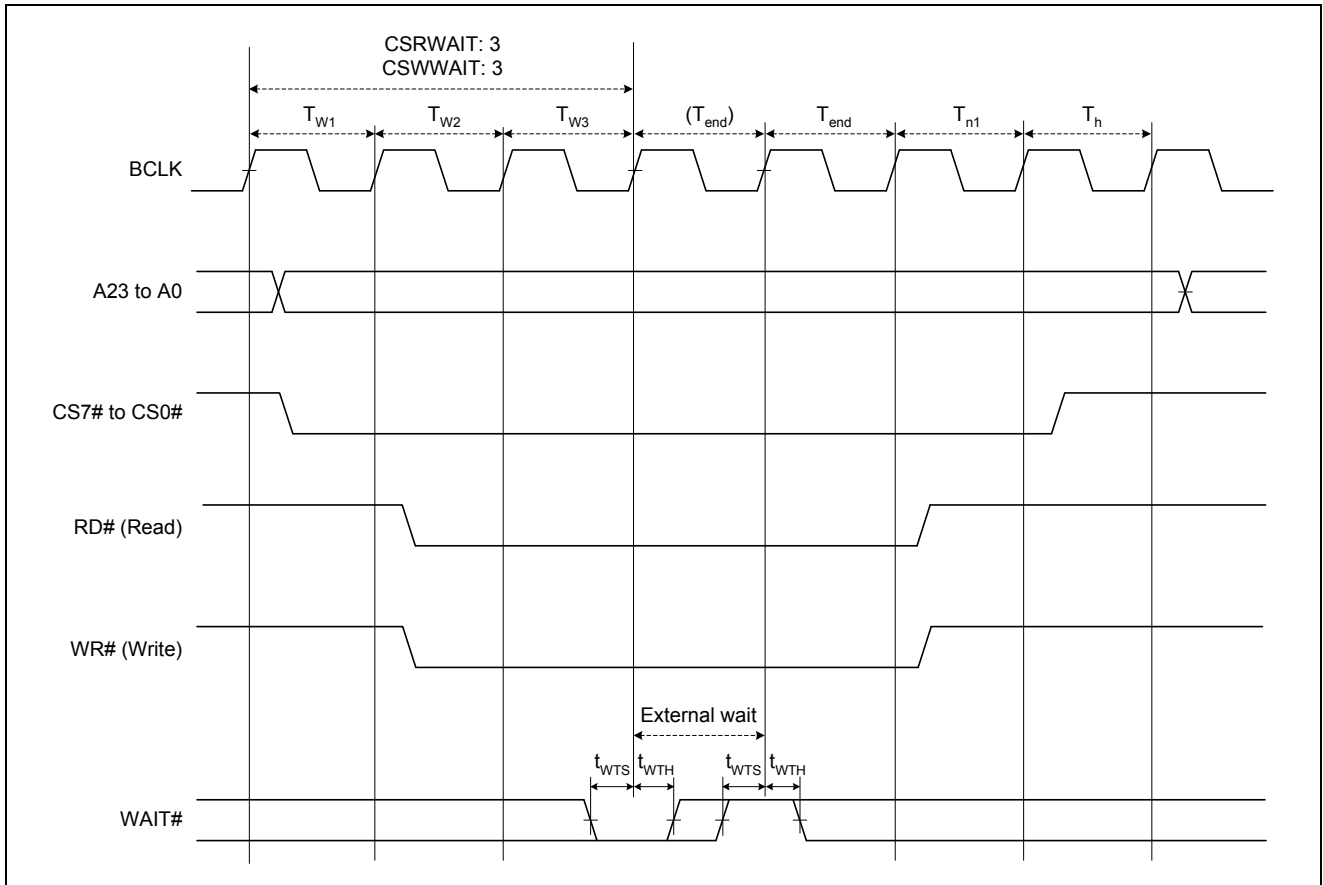 CSRWAIT: 3
CSWWAIT: 3
TW1 TW2 TW3 (Tend) Tend Tn1 Th
BCLK
A23 to A0
CS7# to CS0#
RD# (Read)
WR# (Write)
External wait
tWTS tWTH tWTS tWTH
WAIT#